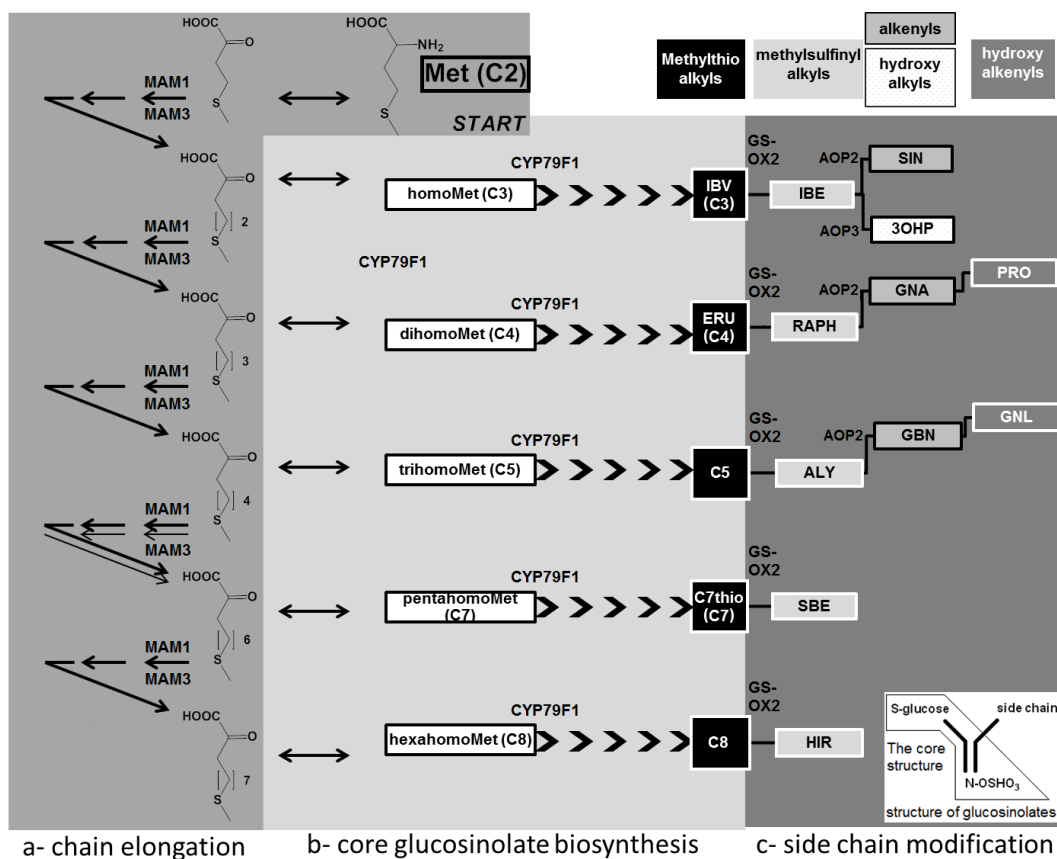 HOOC
O
S
MAM1
MAM3
HOOC
NH2
S
Met (C2)
START
Methylthio
alkyls
methylsulfinyl
alkyls
alkenyls
hydroxy
alkyls
hydroxy
alkenyls
HOOC
O
2
S
MAM1
MAM3
CYP79F1
homoMet (C3)
IBV
(C3)
GS-
OX2
IBE
AOP2
SIN
AOP3
3OHP
CYP79F1
HOOC
O
3
S
MAM1
MAM3
CYP79F1
dihomoMet (C4)
ERU
(C4)
GS-
OX2
RAPH
AOP2
GNA
PRO
HOOC
O
4
S
MAM1
MAM3
CYP79F1
trihomoMet (C5)
C5
GS-
OX2
ALY
AOP2
GBN
GNL
HOOC
O
6
S
MAM1
MAM3
CYP79F1
pentahomoMet
(C7)
C7thio
(C7)
GS-
OX2
SBE
HOOC
O
7
S
CYP79F1
hexahomoMet (C8)
C8
GS-
OX2
HIR
S-glucose
side chain
The core
structure
N-OSHO3
structure of glucosinolates
a- chain elongation
b- core glucosinolate biosynthesis
c- side chain modification